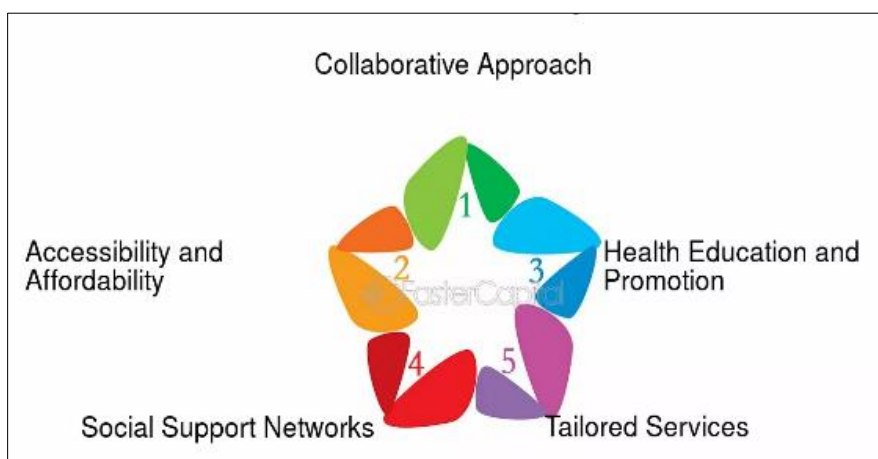 Collaborative Approach
1
Accessibility and
Affordability
2
3
Health Education and
Promotion
FasterCapital
4
5
Social Support Networks
Tailored Services